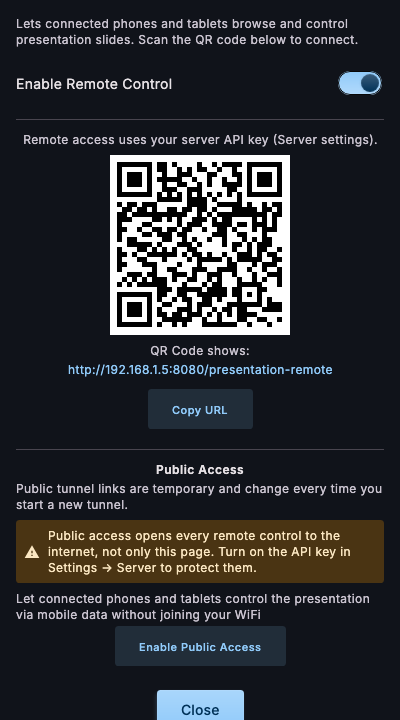 Lets connected phones and tablets browse and control
presentation slides. Scan the QR code below to connect.
Enable Remote Control
Remote access uses your server API key (Server settings).
QR Code shows:
http://192.168.1.5:8080/presentation-remote
Copy URL
Public Access
Public tunnel links are temporary and change every time you
start a new tunnel.
Public access opens every remote control to the
internet, not only this page. Turn on the API key in
Settings → Server to protect them.
Let connected phones and tablets control the presentation
via mobile data without joining your WiFi
Enable Public Access
Close